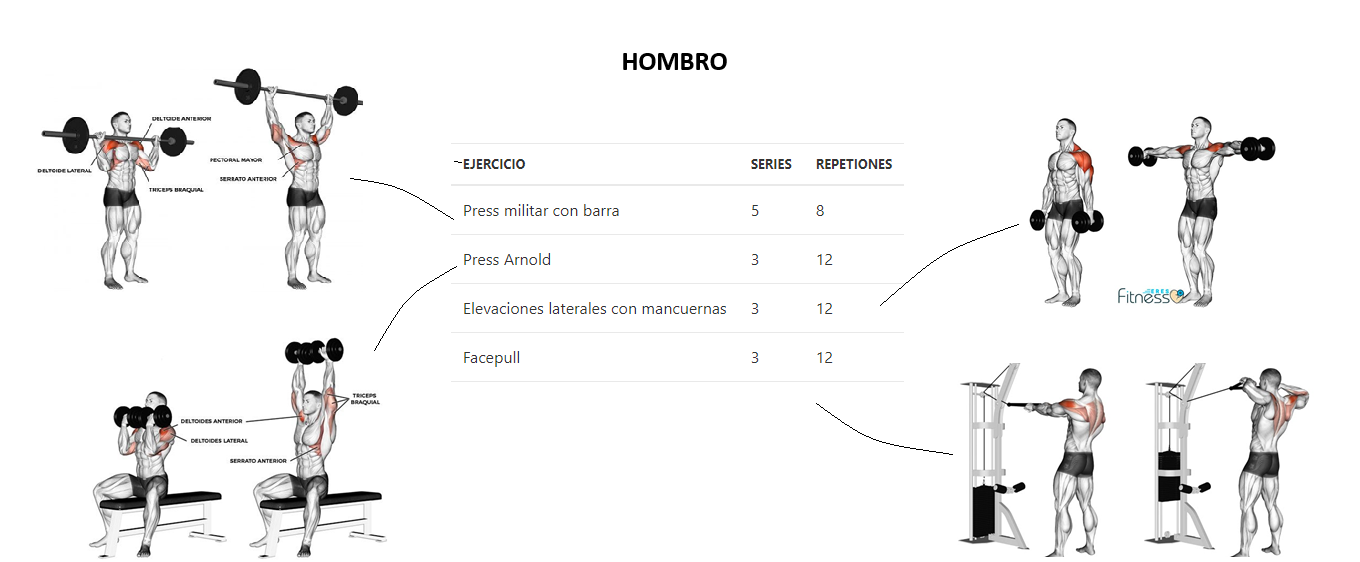 HOMBRO
DELTOIDE ANTERIOR
DELTOIDE LATERAL
TRICEPS BRAQUIAL
PECTORAL MAYOR
SERRATO ANTERIOR
EJERCICIO SERIES REPETIONES
Press militar con barra 5 8
Press Arnold 3 12
Elevaciones laterales con mancuernas 3 12
Facepull 3 12
TRICEPS
BRAQUIAL
DELTOIDES ANTERIOR
DELTOIDES LATERAL
SERRATO ANTERIOR
ERES
Fitness